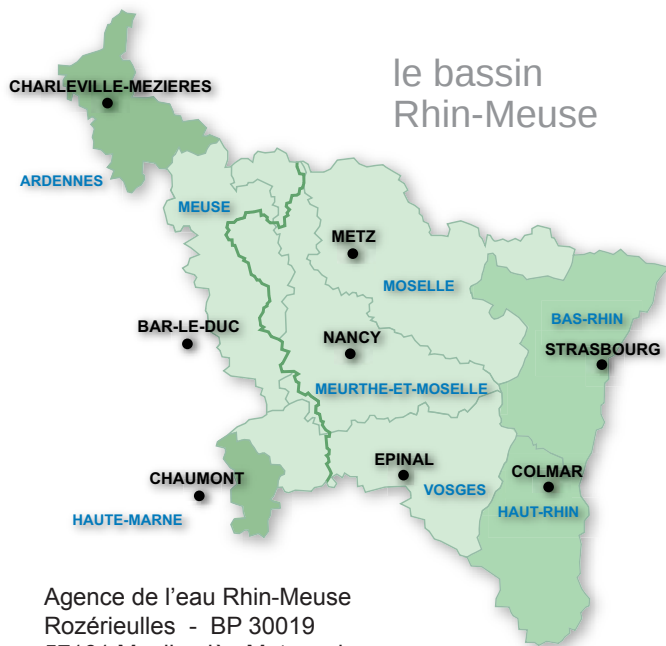 le bassin
Rhin-Meuse
CHARLEVILLE-MEZIERES
ARDENNES
MEUSE
METZ
MOSELLE
BAS-RHIN
BAR-LE-DUC
NANCY
STRASBOURG
MEURTHE-ET-MOSELLE
EPINAL
CHAUMONT
VOSGES
COLMAR
HAUTE-MARNE
HAUT-RHIN
Agence de l’eau Rhin-Meuse
Rozérieulles - BP 30019